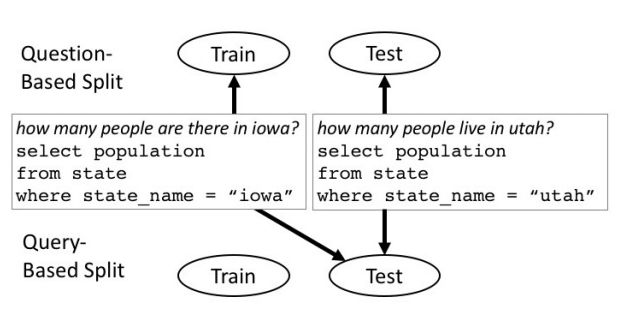 Question-
Based Split
Train
Test
how many people are there in iowa?
select population
from state
where state_name = “iowa”
how many people live in utah?
select population
from state
where state_name = “utah”
Query-
Based Split
Train
Test